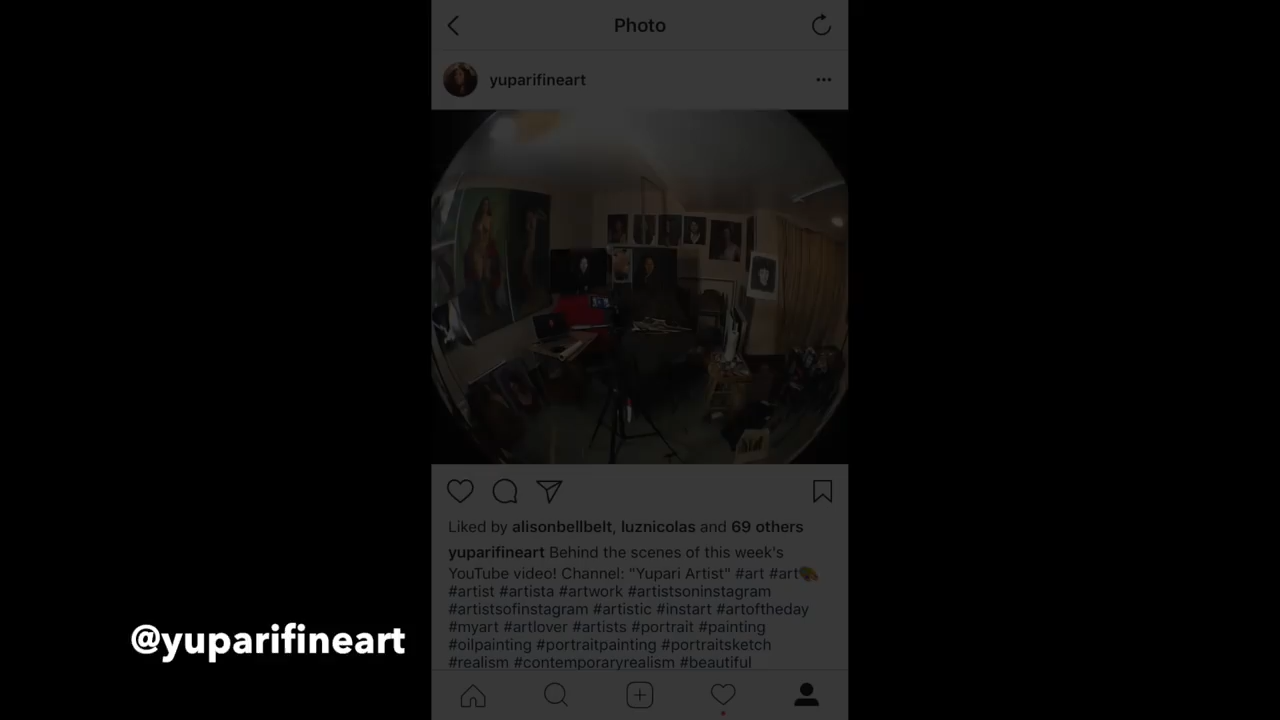 Photo
yuparifineart
Liked by alisonbellbelt, luznicolas and 69 others
yuparifineart Behind the scenes of this week's
YouTube video! Channel: "Yupari Artist" #art #art🎨
#artist #artista #artwork #artistsoninstagram
#artistsofinstagram #artistic #instart #artoftheday
#myart #artlover #artists #portrait #painting
#oilpainting #portraitpainting #portraitsketch
#realism #contemporaryrealism #beautiful
@yuparifineart